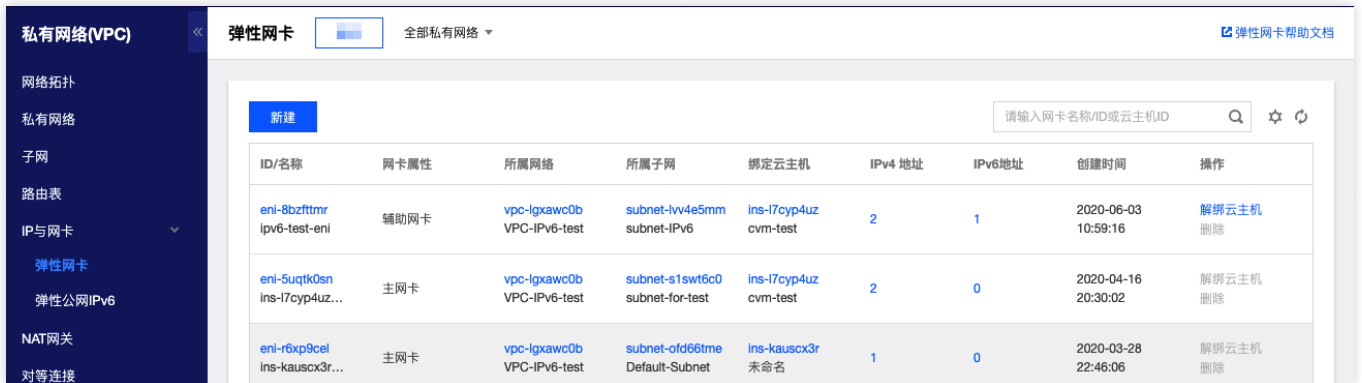 私有网络(VPC)
网络拓扑
私有网络
子网
路由表
IP与网卡
弹性网卡
弹性公网IPv6
NAT网关
对等连接
弹性网卡 全部私有网络 弹性网卡帮助文档
新建 请输入网卡名称/ID或云主机ID
ID/名称 网卡属性 所属网络 所属子网 绑定云主机 IPv4 地址 IPv6地址 创建时间 操作
eni-8bzfttmr vpc-lgxawc0b subnet-lvv4e5mm ins-l7cyp4uz 2020-06-03 解绑云主机
辅助网卡 2 1
ipv6-test-eni VPC-IPv6-test subnet-IPv6 cvm-test 10:59:16 删除
eni-5uqtk0sn vpc-lgxawc0b subnet-s1swt6c0 ins-l7cyp4uz 2020-04-16 解绑云主机
主网卡 2 0
ins-l7cyp4uz... VPC-IPv6-test subnet-for-test cvm-test 20:30:02 删除
eni-r6xp9cel vpc-lgxawc0b subnet-ofd66tme ins-kauscx3r 2020-03-28 解绑云主机
主网卡 1 0
ins-kauscx3r... VPC-IPv6-test Default-Subnet 未命名 22:46:06 删除